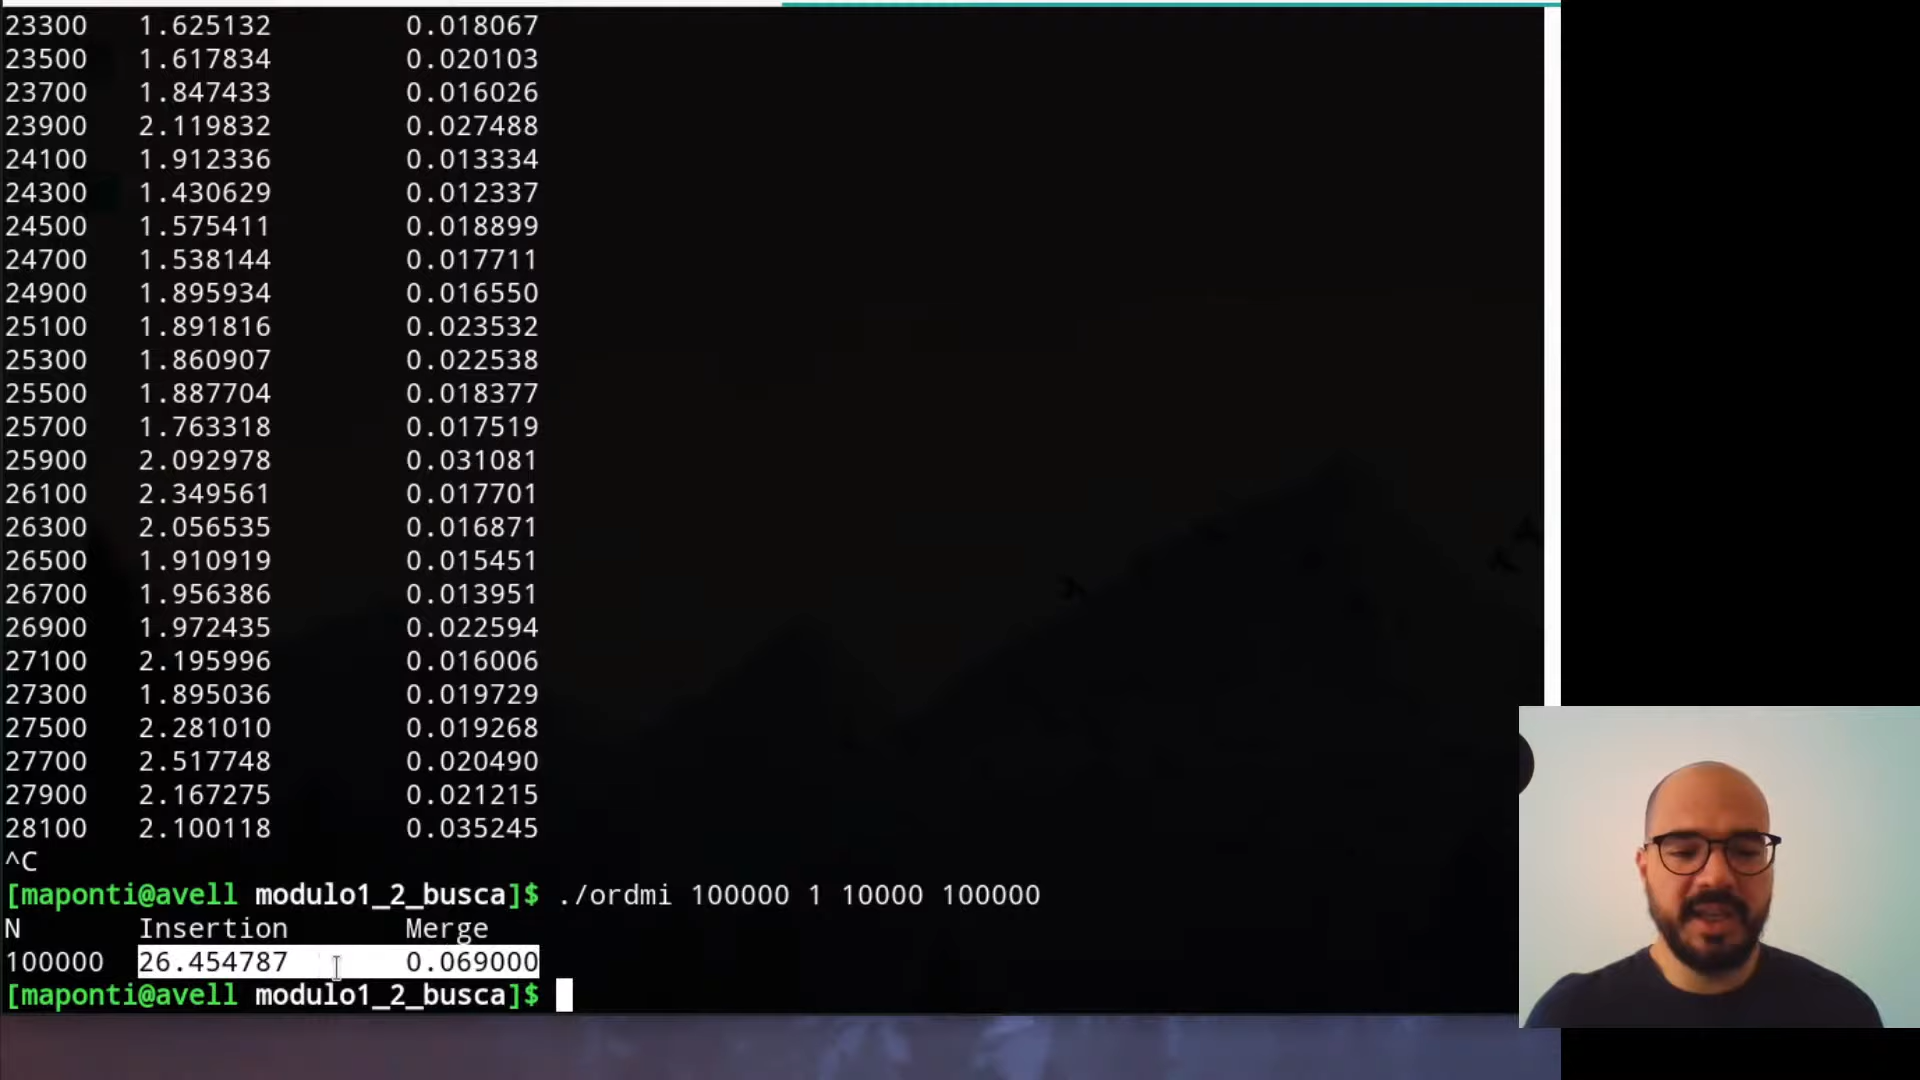 23300 1.625132 0.018067
23500 1.617834 0.020103
23700 1.847433 0.016026
23900 2.119832 0.027488
24100 1.912336 0.013334
24300 1.430629 0.012337
24500 1.575411 0.018899
24700 1.538144 0.017711
24900 1.895934 0.016550
25100 1.891816 0.023532
25300 1.860907 0.022538
25500 1.887704 0.018377
25700 1.763318 0.017519
25900 2.092978 0.031081
26100 2.349561 0.017701
26300 2.056535 0.016871
26500 1.910919 0.015451
26700 1.956386 0.013951
26900 1.972435 0.022594
27100 2.195996 0.016006
27300 1.895036 0.019729
27500 2.281010 0.019268
27700 2.517748 0.020490
27900 2.167275 0.021215
28100 2.100118 0.035245
^C
[maponti@avell modulo1_2_busca]$ ./ordmi 100000 1 10000 100000
N Insertion Merge
100000 26.454787 0.069000
[maponti@avell modulo1_2_busca]$